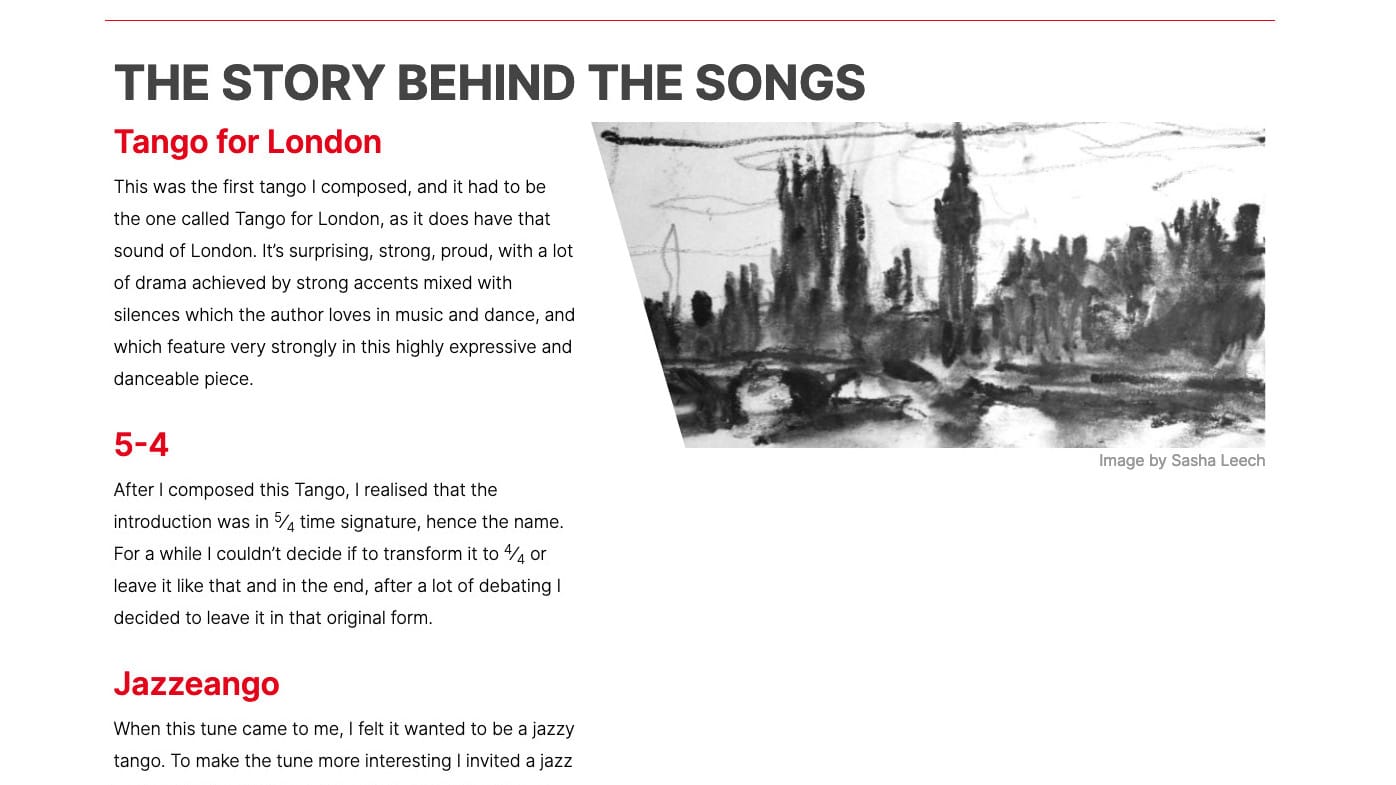 THE STORY BEHIND THE SONGS
Tango for London
This was the first tango I composed, and it had to be
the one called Tango for London, as it does have that
sound of London. It’s surprising, strong, proud, with a lot
of drama achieved by strong accents mixed with
silences which the author loves in music and dance, and
which feature very strongly in this highly expressive and
danceable piece.
Image by Sasha Leech
5-4
After I composed this Tango, I realised that the
introduction was in 5⁄4 time signature, hence the name.
For a while I couldn’t decide if to transform it to 4⁄4 or
leave it like that and in the end, after a lot of debating I
decided to leave it in that original form.
Jazzeango
When this tune came to me, I felt it wanted to be a jazzy
tango. To make the tune more interesting I invited a jazz